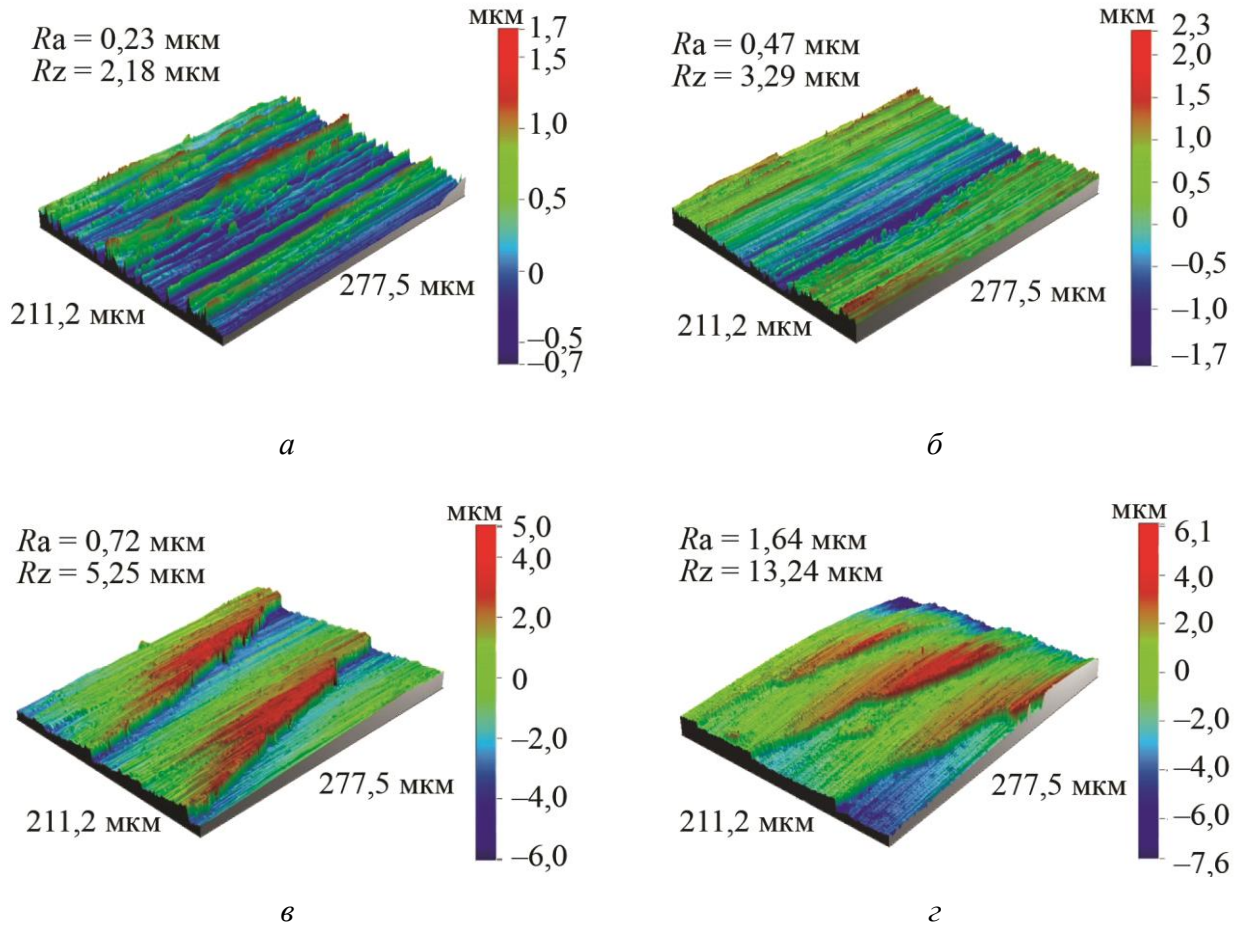 Ra = 0,23 мкм
Rz = 2,18 мкм
мкм
1,7
1,5
1,0
0,5
0
–0,5
–0,7
211,2 мкм
277,5 мкм
а
Ra = 0,47 мкм
Rz = 3,29 мкм
мкм
2,3
2,0
1,5
1,0
0,5
0
–0,5
–1,0
–1,7
211,2 мкм
277,5 мкм
б
Ra = 0,72 мкм
Rz = 5,25 мкм
мкм
5,0
4,0
2,0
0
–2,0
–4,0
–6,0
211,2 мкм
277,5 мкм
в
Ra = 1,64 мкм
Rz = 13,24 мкм
мкм
6,1
4,0
2,0
0
–2,0
–4,0
–6,0
–7,6
211,2 мкм
277,5 мкм
г